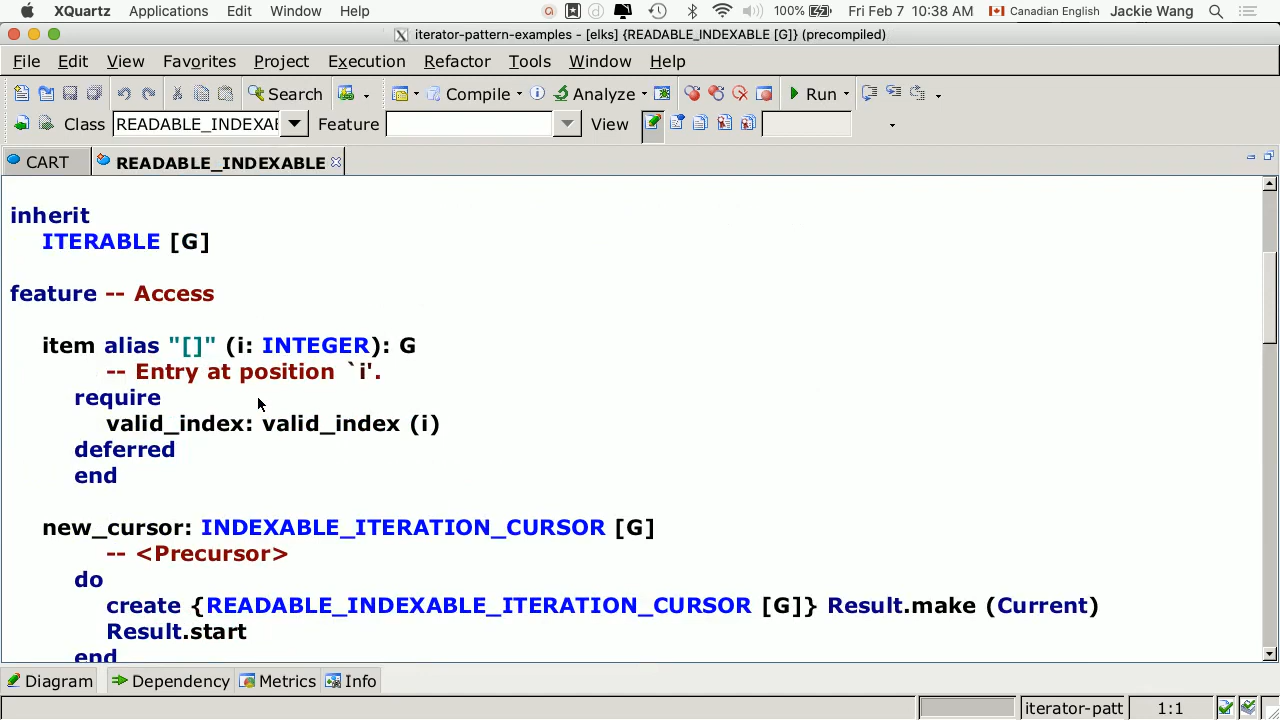 XQuartz Applications Edit Window Help 100% Fri Feb 7 10:38 AM Canadian English Jackie Wang
iterator-pattern-examples - [elks] {READABLE_INDEXABLE [G]} (precompiled)
File Edit View Favorites Project Execution Refactor Tools Window Help
Search Compile Analyze Run
Class READABLE_INDEXAB Feature View
CART READABLE_INDEXABLE
inherit
ITERABLE [G]
feature -- Access
item alias "[]" (i: INTEGER): G
-- Entry at position `i'.
require
valid_index: valid_index (i)
deferred
end
new_cursor: INDEXABLE_ITERATION_CURSOR [G]
-- <Precursor>
do
create {READABLE_INDEXABLE_ITERATION_CURSOR [G]} Result.make (Current)
Result.start
end
Diagram Dependency Metrics Info
iterator-patt 1:1